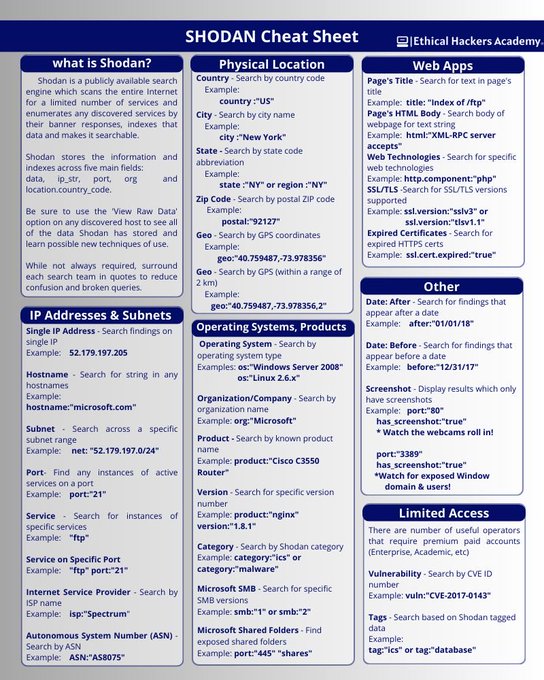 SHODAN Cheat Sheet
|Ethical Hackers Academy
what is Shodan?
Shodan is a publicly available search
engine which scans the entire Internet
for a limited number of services and
enumerates any discovered services by
their banner responses, indexes that
data and makes it searchable.
Shodan stores the information and
indexes across five main fields:
data, ip_str, port, org and
location.country_code.
Be sure to use the 'View Raw Data'
option on any discovered host to see all
of the data Shodan has stored and
learn possible new techniques of use.
While not always required, surround
each search team in quotes to reduce
confusion and broken queries.
IP Addresses & Subnets
Single IP Address - Search findings on
single IP
Example: 52.179.197.205
Hostname - Search for string in any
hostnames
Example:
hostname:"microsoft.com"
Subnet - Search across a specific
subnet range
Example: net: "52.179.197.0/24"
Port- Find any instances of active
services on a port
Example: port:"21"
Service - Search for instances of
specific services
Example: "ftp"
Service on Specific Port
Example: "ftp" port:"21"
Internet Service Provider - Search by
ISP name
Example: isp:"Spectrum"
Autonomous System Number (ASN) -
Search by ASN
Example: ASN:"AS8075"
Physical Location
Country - Search by country code
Example:
country :"US"
City - Search by city name
Example:
city :"New York"
State - Search by state code
abbreviation
Example:
state :"NY" or region :"NY"
Zip Code - Search by postal ZIP code
Example:
postal:"92127"
Geo - Search by GPS coordinates
Example:
geo:"40.759487,-73.978356"
Geo - Search by GPS (within a range of
2 km)
Example:
geo:"40.759487,-73.978356,2"
Operating Systems, Products
Operating System - Search by
operating system type
Examples: os:"Windows Server 2008"
os:"Linux 2.6.x"
Organization/Company - Search by
organization name
Example: org:"Microsoft"
Product - Search by known product
name
Example: product:"Cisco C3550
Router"
Version - Search for specific version
number
Example: product:"nginx"
version:"1.8.1"
Category - Search by Shodan category
Example: category:"ics" or
category:"malware"
Microsoft SMB - Search for specific
SMB versions
Example: smb:"1" or smb:"2"
Microsoft Shared Folders - Find
exposed shared folders
Example: port:"445" "shares"
Web Apps
Page's Title - Search for text in page's
title
Example: title: "Index of /ftp"
Page's HTML Body - Search body of
webpage for text string
Example: html:"XML-RPC server
accepts"
Web Technologies - Search for specific
web technologies
Example: http.component:"php"
SSL/TLS -Search for SSL/TLS versions
supported
Example: ssl.version:"sslv3" or
ssl.version:"tlsv1.1"
Expired Certificates - Search for
expired HTTPS certs
Example: ssl.cert.expired:"true"
Other
Date: After - Search for findings that
appear after a date
Example: after:"01/01/18"
Date: Before - Search for findings that
appear before a date
Example: before:"12/31/17"
Screenshot - Display results which only
have screenshots
Example: port:"80"
has_screenshot:"true"
* Watch the webcams roll in!
port:"3389"
has_screenshot:"true"
*Watch for exposed Window
domain & users!
Limited Access
There are number of useful operators
that require premium paid accounts
(Enterprise, Academic, etc)
Vulnerability - Search by CVE ID
number
Example: vuln:"CVE-2017-0143"
Tags - Search based on Shodan tagged
data
Example:
tag:"ics" or tag:"database"